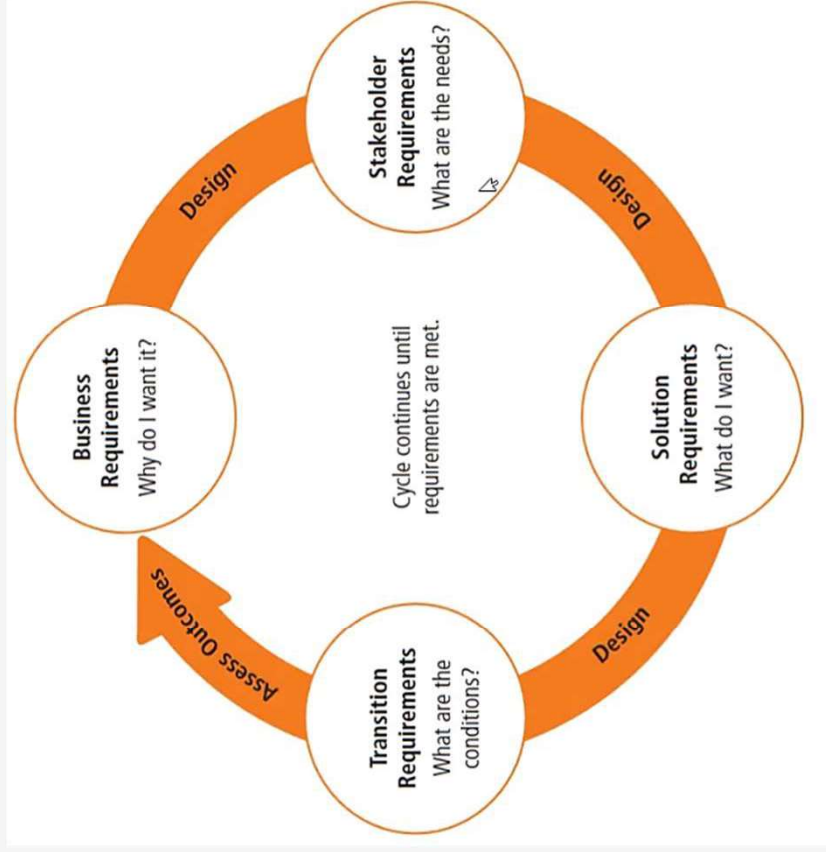 Business
Requirements
Why do I want it?
Design
Stakeholder
Requirements
What are the needs?
Design
Solution
Requirements
What do I want?
Design
Transition
Requirements
What are the
conditions?
Assess Outcomes
Cycle continues until
requirements are met.